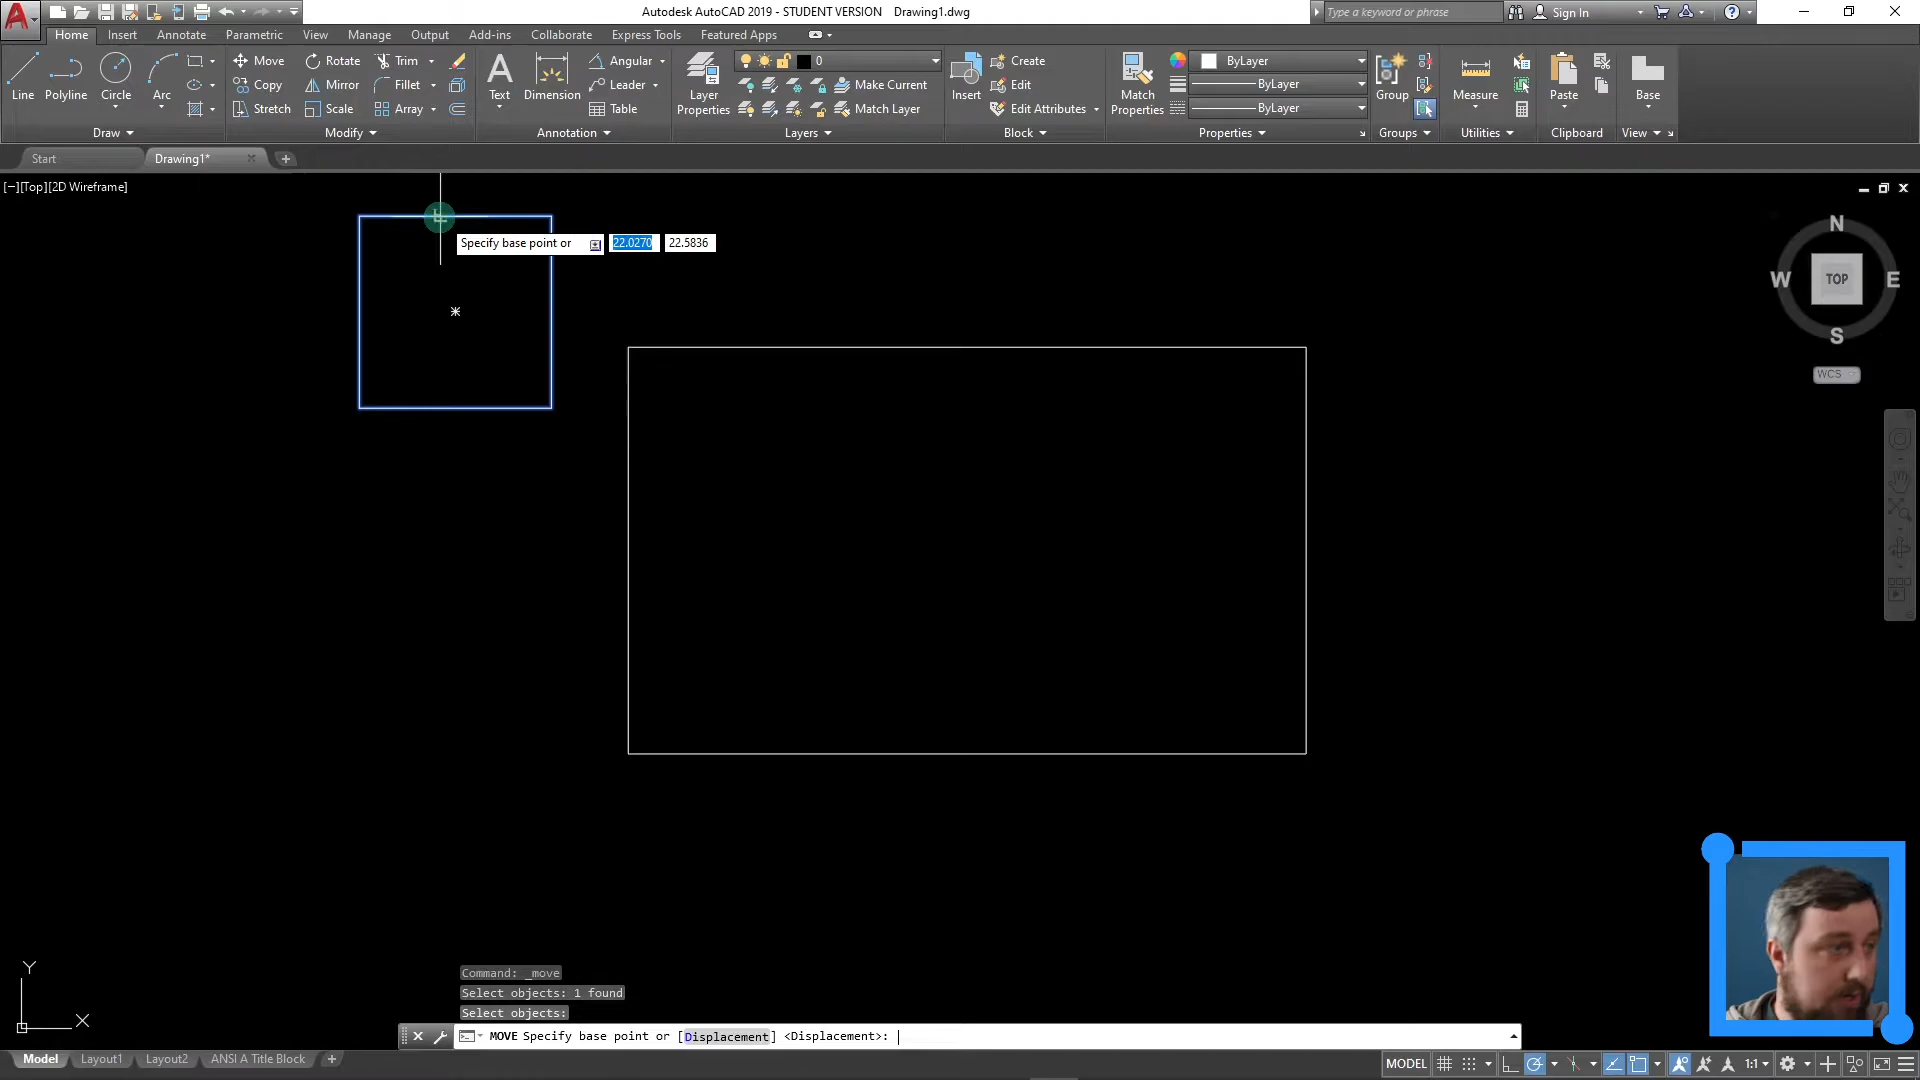 Autodesk AutoCAD 2019 - STUDENT VERSION Drawing1.dwg
Type a keyword or phrase
Sign In
Home Insert Annotate Parametric View Manage Output Add-ins Collaborate Express Tools Featured Apps
Line
Polyline
Circle
Arc
Draw
Move
Rotate
Trim
Copy
Mirror
Fillet
Stretch
Scale
Array
Modify
Text
Dimension
Angular
Leader
Table
Annotation
Layer
Properties
0
Make Current
Match Layer
Layers
Insert
Create
Edit
Edit Attributes
Block
Match
Properties
ByLayer
ByLayer
ByLayer
Properties
Group
Groups
Measure
Utilities
Paste
Clipboard
Base
View
Start
Drawing1*
[−][Top][2D Wireframe]
Specify base point or 22.0270 22.5836
N
W
TOP
E
S
WCS
Y
X
Command: _move
Select objects: 1 found
Select objects:
MOVE Specify base point or [Displacement] <Displacement>:
Model Layout1 Layout2 ANSI A Title Block
MODEL
1:1